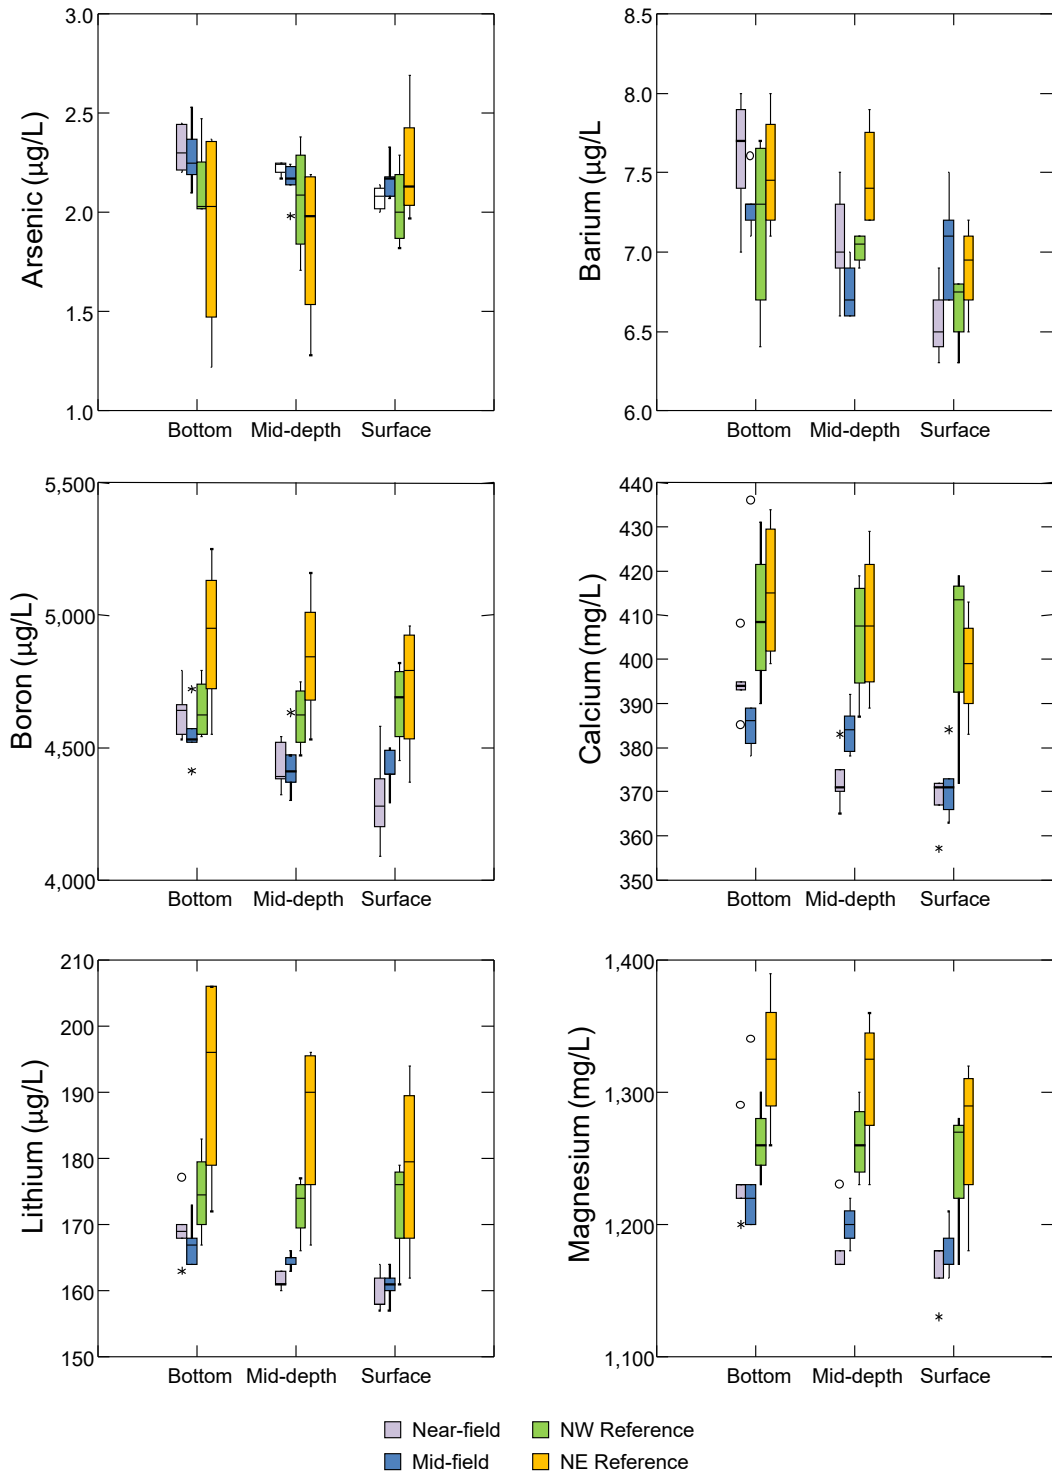 Arsenic (µg/L)
3.0
2.5
2.0
1.5
1.0
Bottom Mid-depth Surface
Barium (µg/L
8.5
8.0
7.5
7.0
6.5
6.0
Bottom Mid-depth Surface
Boron (µg/L)
5,500
5,000
4,500
4,000
Bottom Mid-depth Surface
Calcium (mg/L)
440
430
420
410
400
390
380
370
360
350
Bottom Mid-depth Surface
Lithium (µg/L)
210
200
190
180
170
160
150
Bottom Mid-depth Surface
Magnesium (mg/L)
1,400
1,300
1,200
1,100
Bottom Mid-depth Surface
Near-field NW Reference
Mid-field NE Reference